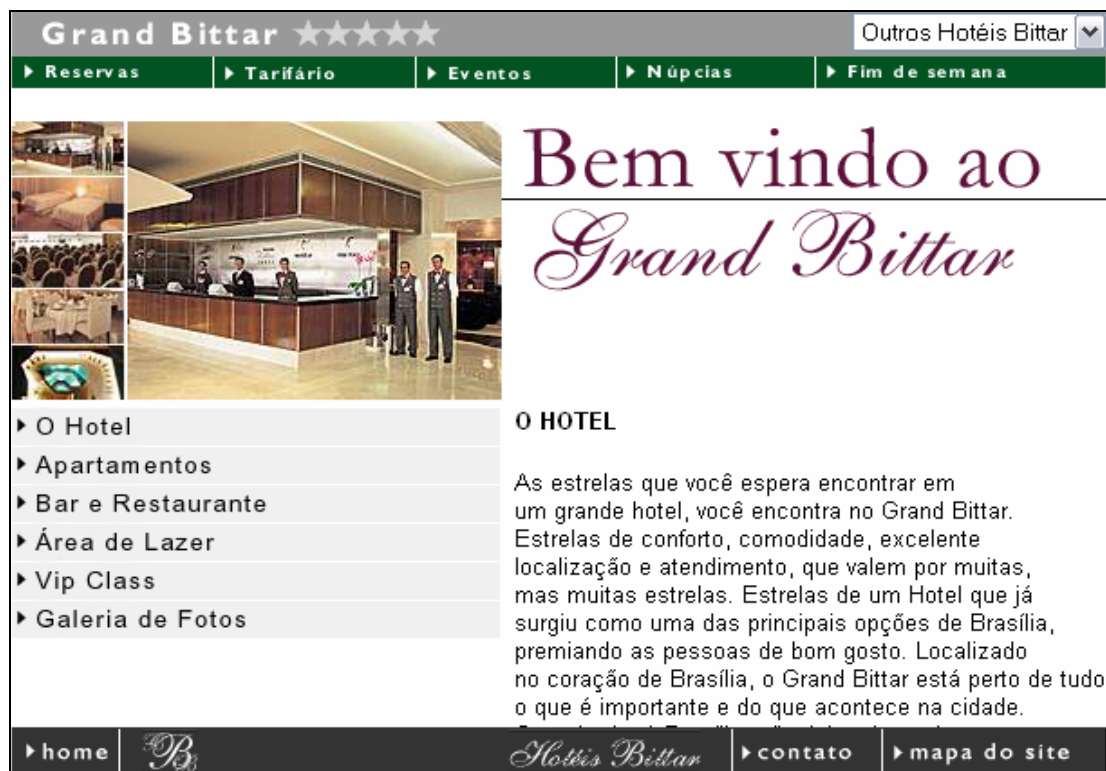 Grand Bittar
Outros Hotéis Bittar
Reservas
Tarifário
Eventos
Núpcias
Fim de semana
Bem vindo ao
Grand Bittar
O Hotel
Apartamentos
Bar e Restaurante
Área de Lazer
Vip Class
Galeria de Fotos
O HOTEL
As estrelas que você espera encontrar em
um grande hotel, você encontra no Grand Bittar.
Estrelas de conforto, comodidade, excelente
localização e atendimento, que valem por muitas,
mas muitas estrelas. Estrelas de um Hotel que já
surgiu como uma das principais opções de Brasília,
premiando as pessoas de bom gosto. Localizado
no coração de Brasília, o Grand Bittar está perto de tudo
o que é importante e do que acontece na cidade.
home
Hotéis Bittar
contato
mapa do site